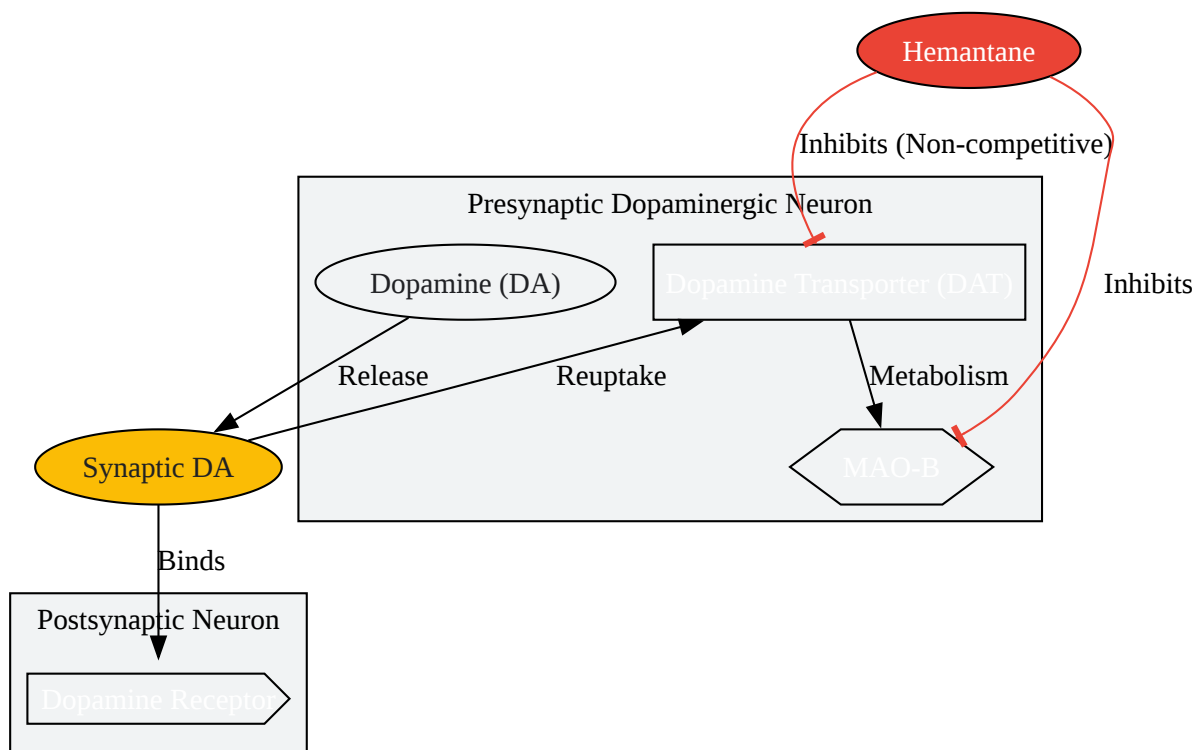 Hemantane
Inhibits (Non-competitive)
Presynaptic Dopaminergic Neuron
Dopamine (DA)
Dopamine Transporter (DAT)
Inhibits
Release
Reuptake
Metabolism
Synaptic DA
MAO-B
Binds
Postsynaptic Neuron
Dopamine Receptor